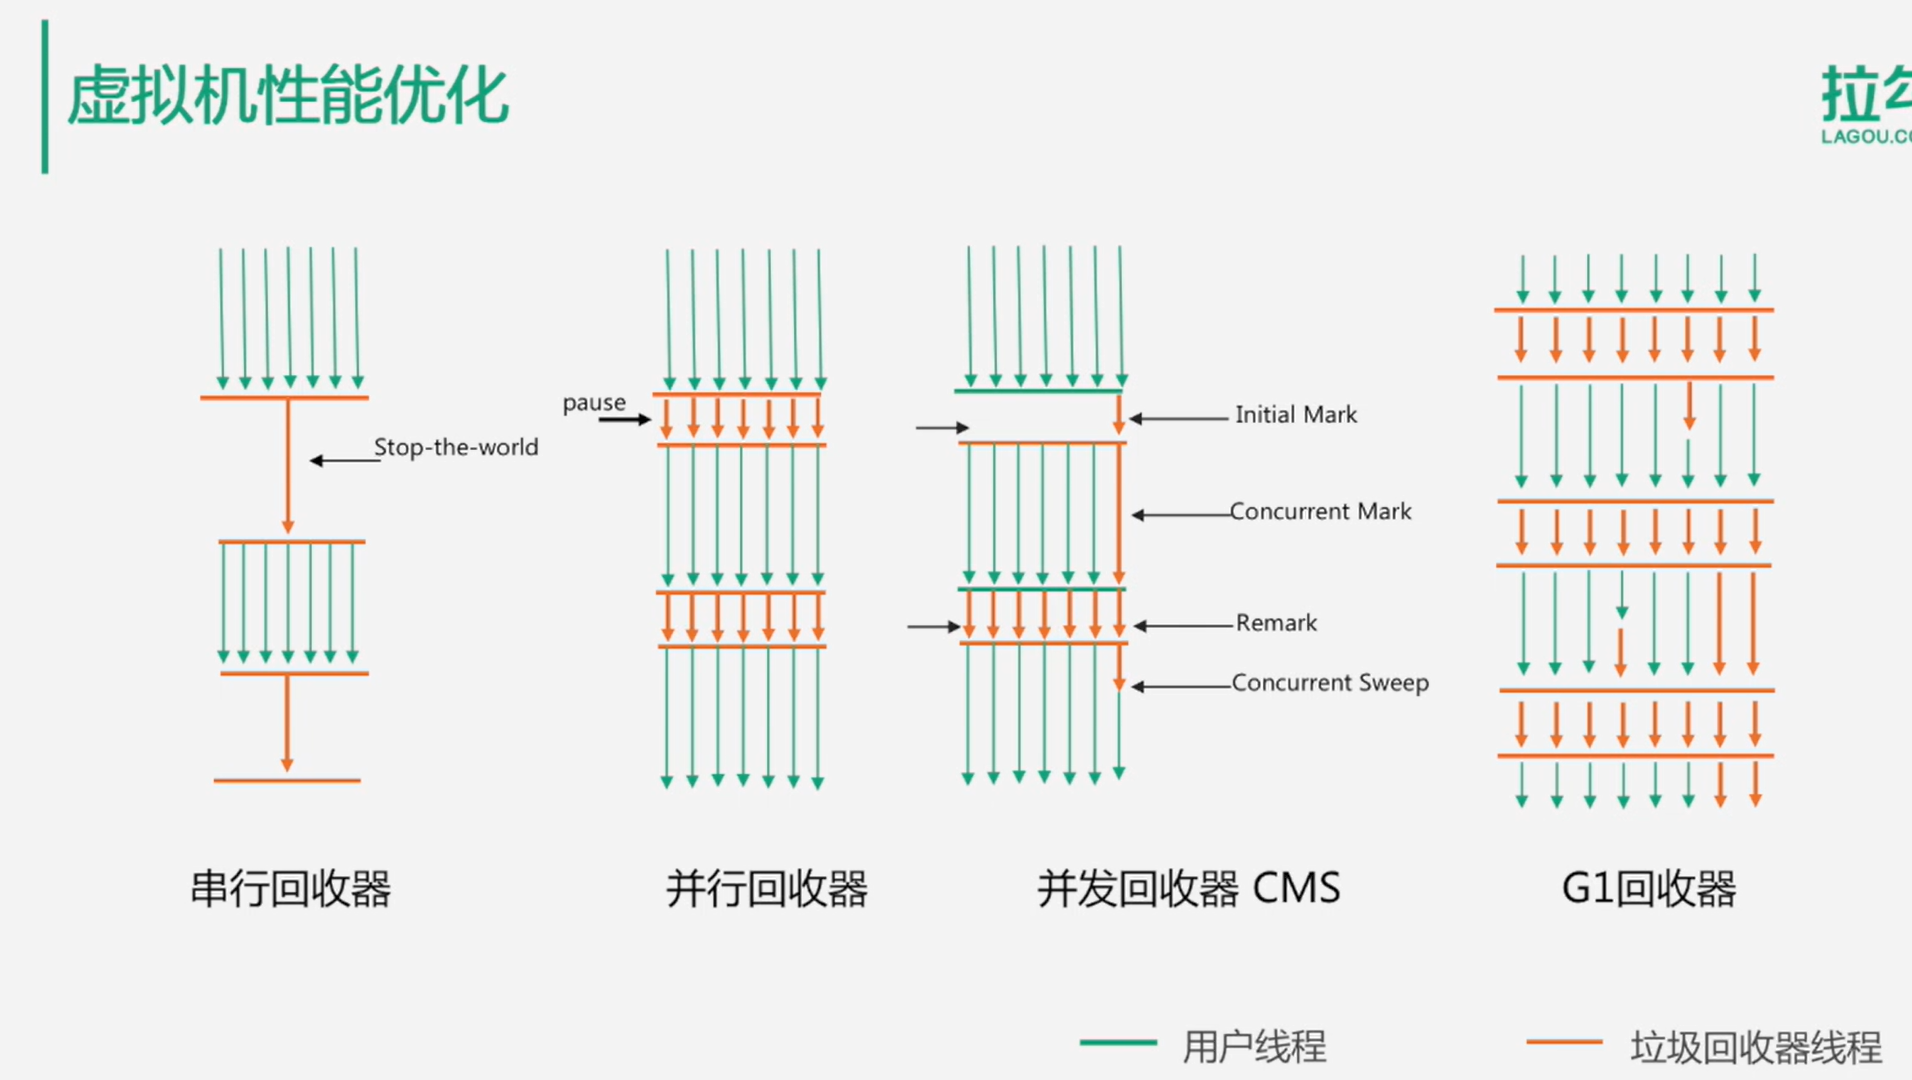 虚拟机性能优化
拉勾
LAGOU.CO
pause
Stop-the-world
Initial Mark
Concurrent Mark
Remark
Concurrent Sweep
串行回收器
并行回收器
并发回收器 CMS
G1回收器
用户线程
垃圾回收器线程